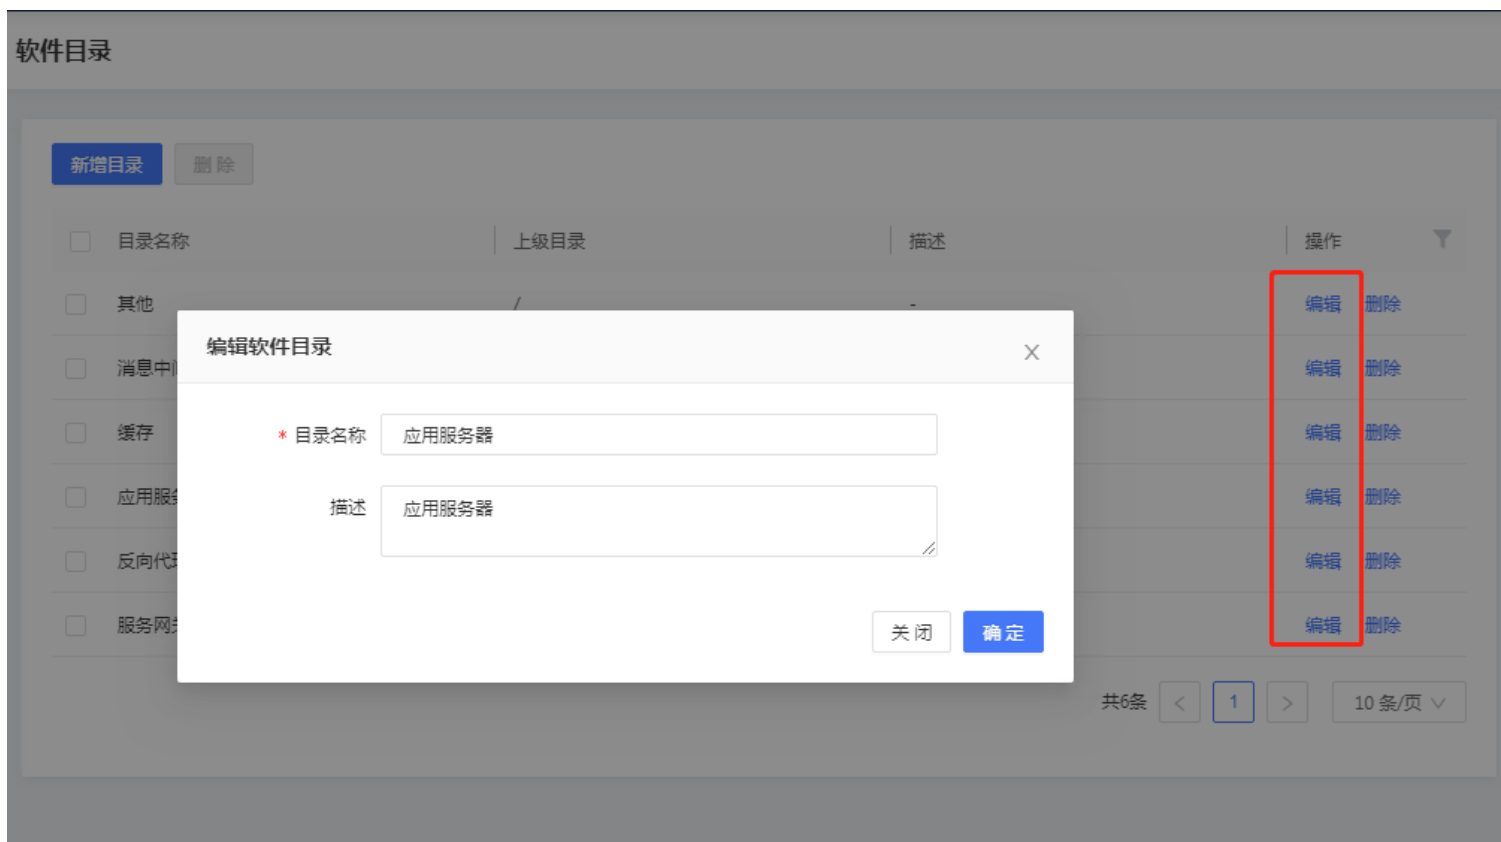 软件目录
新增目录 删除
目录名称 上级目录 描述 操作
其他 / - 编辑 删除
编辑软件目录 X
消息中 编辑 删除
* 目录名称 应用服务器
缓存 编辑 删除
应用服 编辑 删除
描述 应用服务器
反向代 编辑 删除
服务网 编辑 删除
关闭 确定
共6条 < 1 > 10 条/页